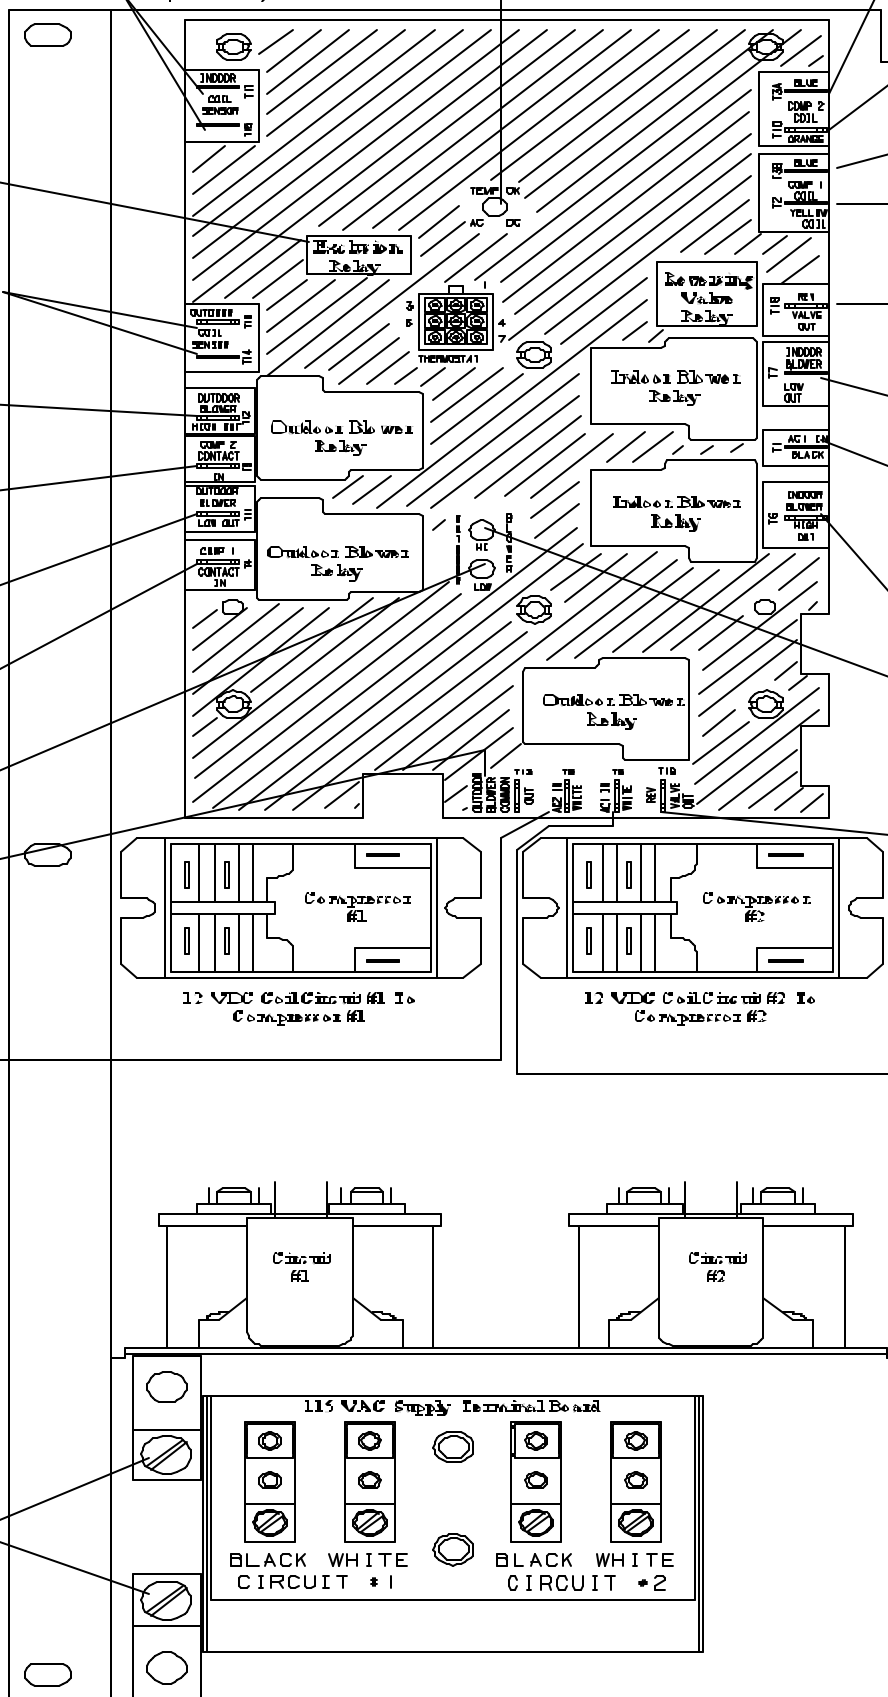 INDOOR
COIL
SENSOR
BLUE
T3A
COMP 2
COIL
T10
ORANGE
BLUE
T3B
COMP 1
COIL
T2
YELLOW
COIL
TEMP OK
AC DC
Exclusion
Relay
Reversing
Valve
Relay
OUTDOOR
COIL
SENSOR
T14
1
3
4
7
THERMOSTAT
REV
VALVE
OUT
INDOOR
BLOWER
T7
LOW
OUT
Indoor Blower
Relay
OUTDOOR
BLOWER
T12
HIGH OUT
Outdoor Blower
Relay
COMP 2
CONTACT
IN
T1
AC1 IN
BLACK
OUTDOOR
BLOWER
T11
LOW OUT
Indoor Blower
Relay
INDOOR
BLOWER
T6
HIGH
OUT
Outdoor Blower
Relay
BLOWER
HI
LOW
COMP 1
CONTACT
IN
Outdoor Blower
Relay
OUTDOOR
BLOWER
COMMON
OUT
AC2 IN
WHITE
AC1 IN
WHITE
REV
VALVE
OUT
Compressor
#1
Compressor
#2
12 VDC Coil Circuit #1 To
Compressor #1
12 VDC Coil Circuit #2 To
Compressor #2
Circuit
#1
Circuit
#2
115 VAC Supply Terminal Board
BLACK WHITE
CIRCUIT #1
BLACK WHITE
CIRCUIT #2